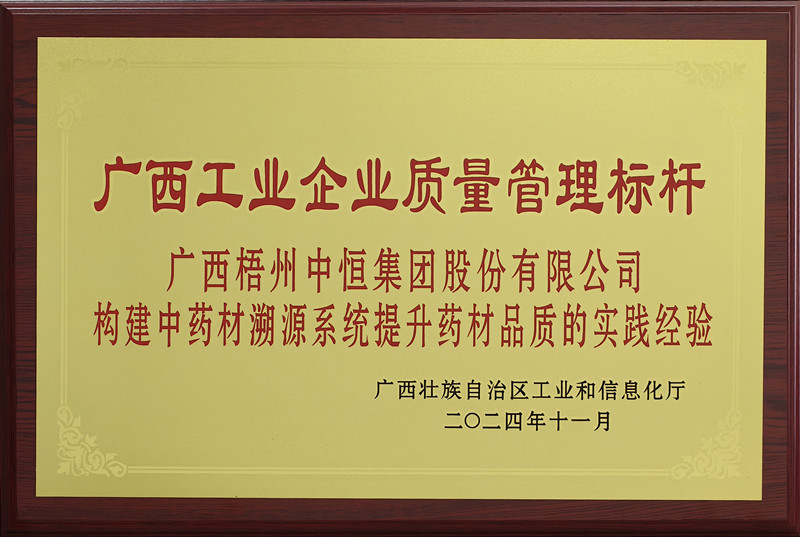 广西工业企业质量管理标杆
广西梧州中恒集团股份有限公司
构建中药材溯源系统提升药材品质的实践经验
广西壮族自治区工业和信息化厅
二〇二四年十一月